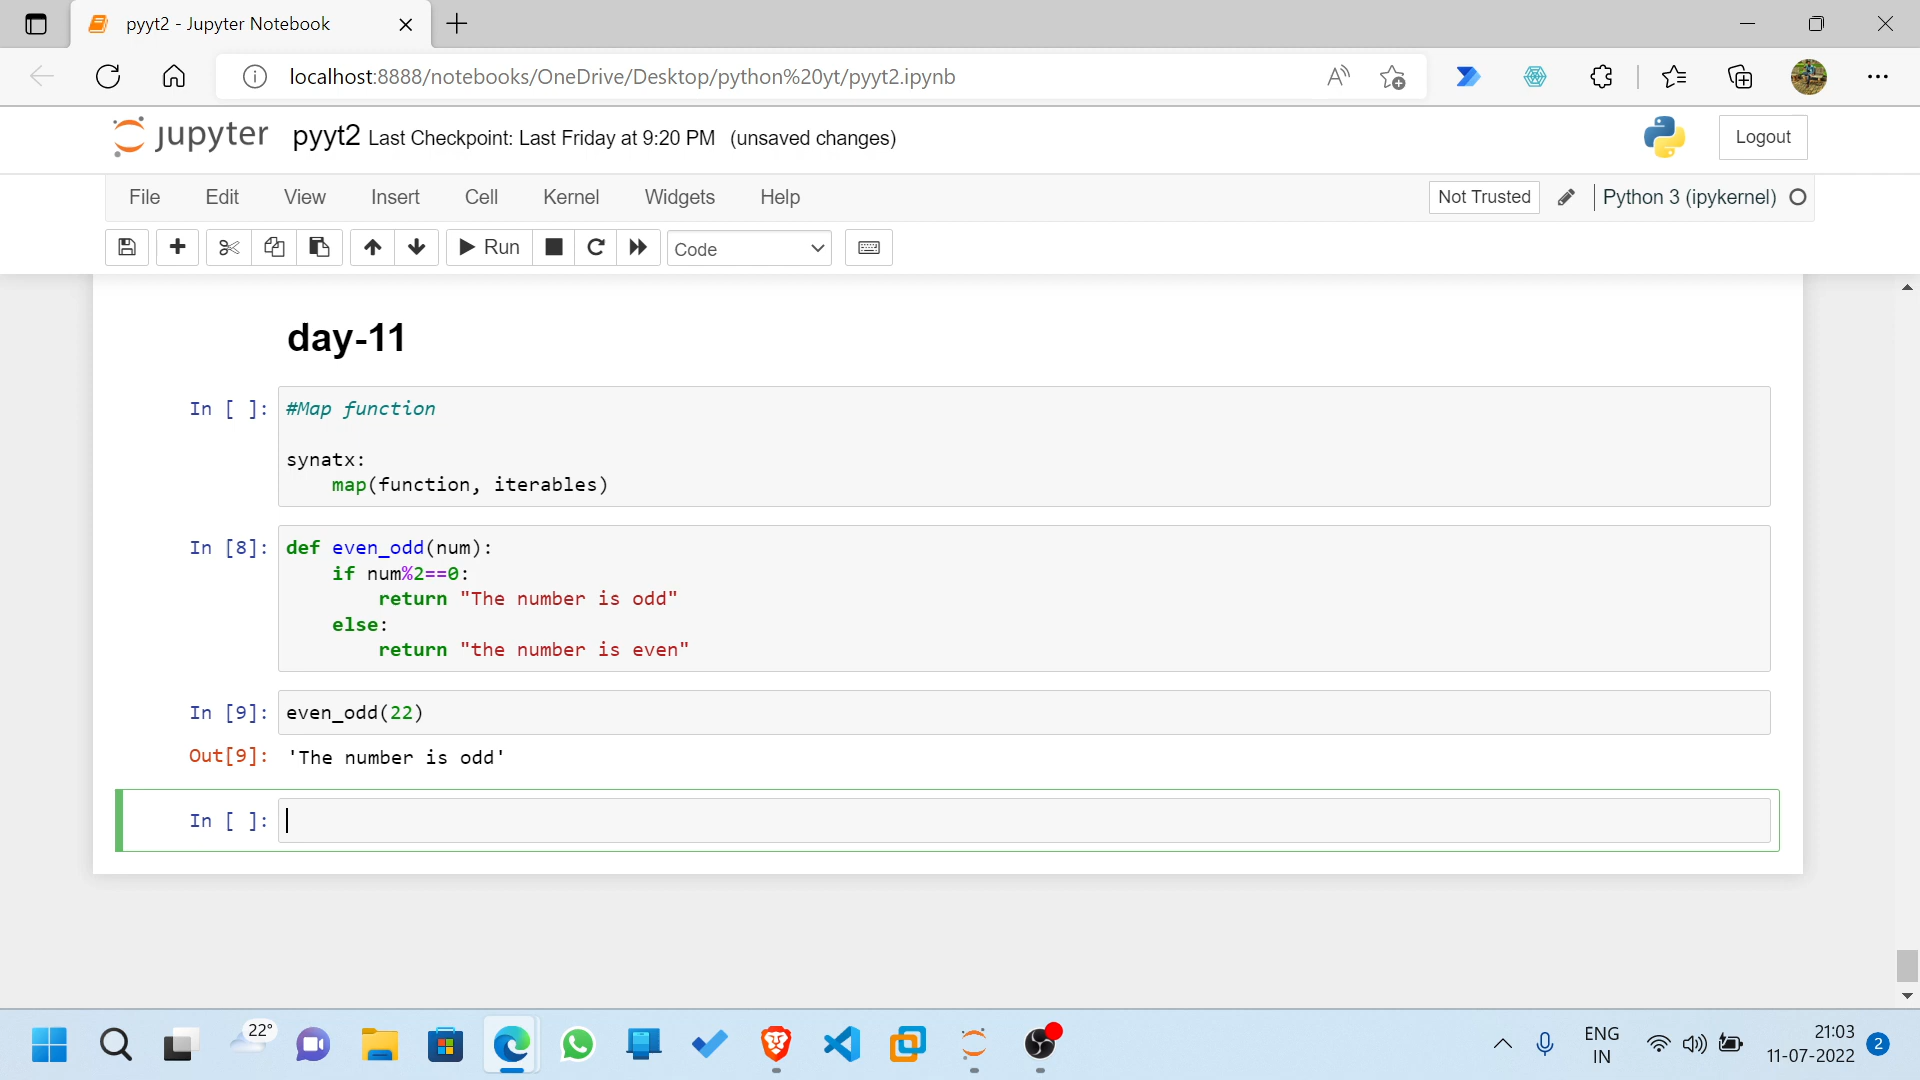 pyyt2 - Jupyter Notebook
localhost:8888/notebooks/OneDrive/Desktop/python%20yt/pyyt2.ipynb
jupyter pyyt2 Last Checkpoint: Last Friday at 9:20 PM (unsaved changes)
Logout
File Edit View Insert Cell Kernel Widgets Help
Not Trusted
Python 3 (ipykernel)
Run
Code
day-11
In [ ]: #Map function
synatx:
map(function, iterables)
In [8]: def even_odd(num):
if num%2==0:
return "The number is odd"
else:
return "the number is even"
In [9]: even_odd(22)
Out[9]: 'The number is odd'
In [ ]:
22°
ENG
IN
21:03
11-07-2022
2